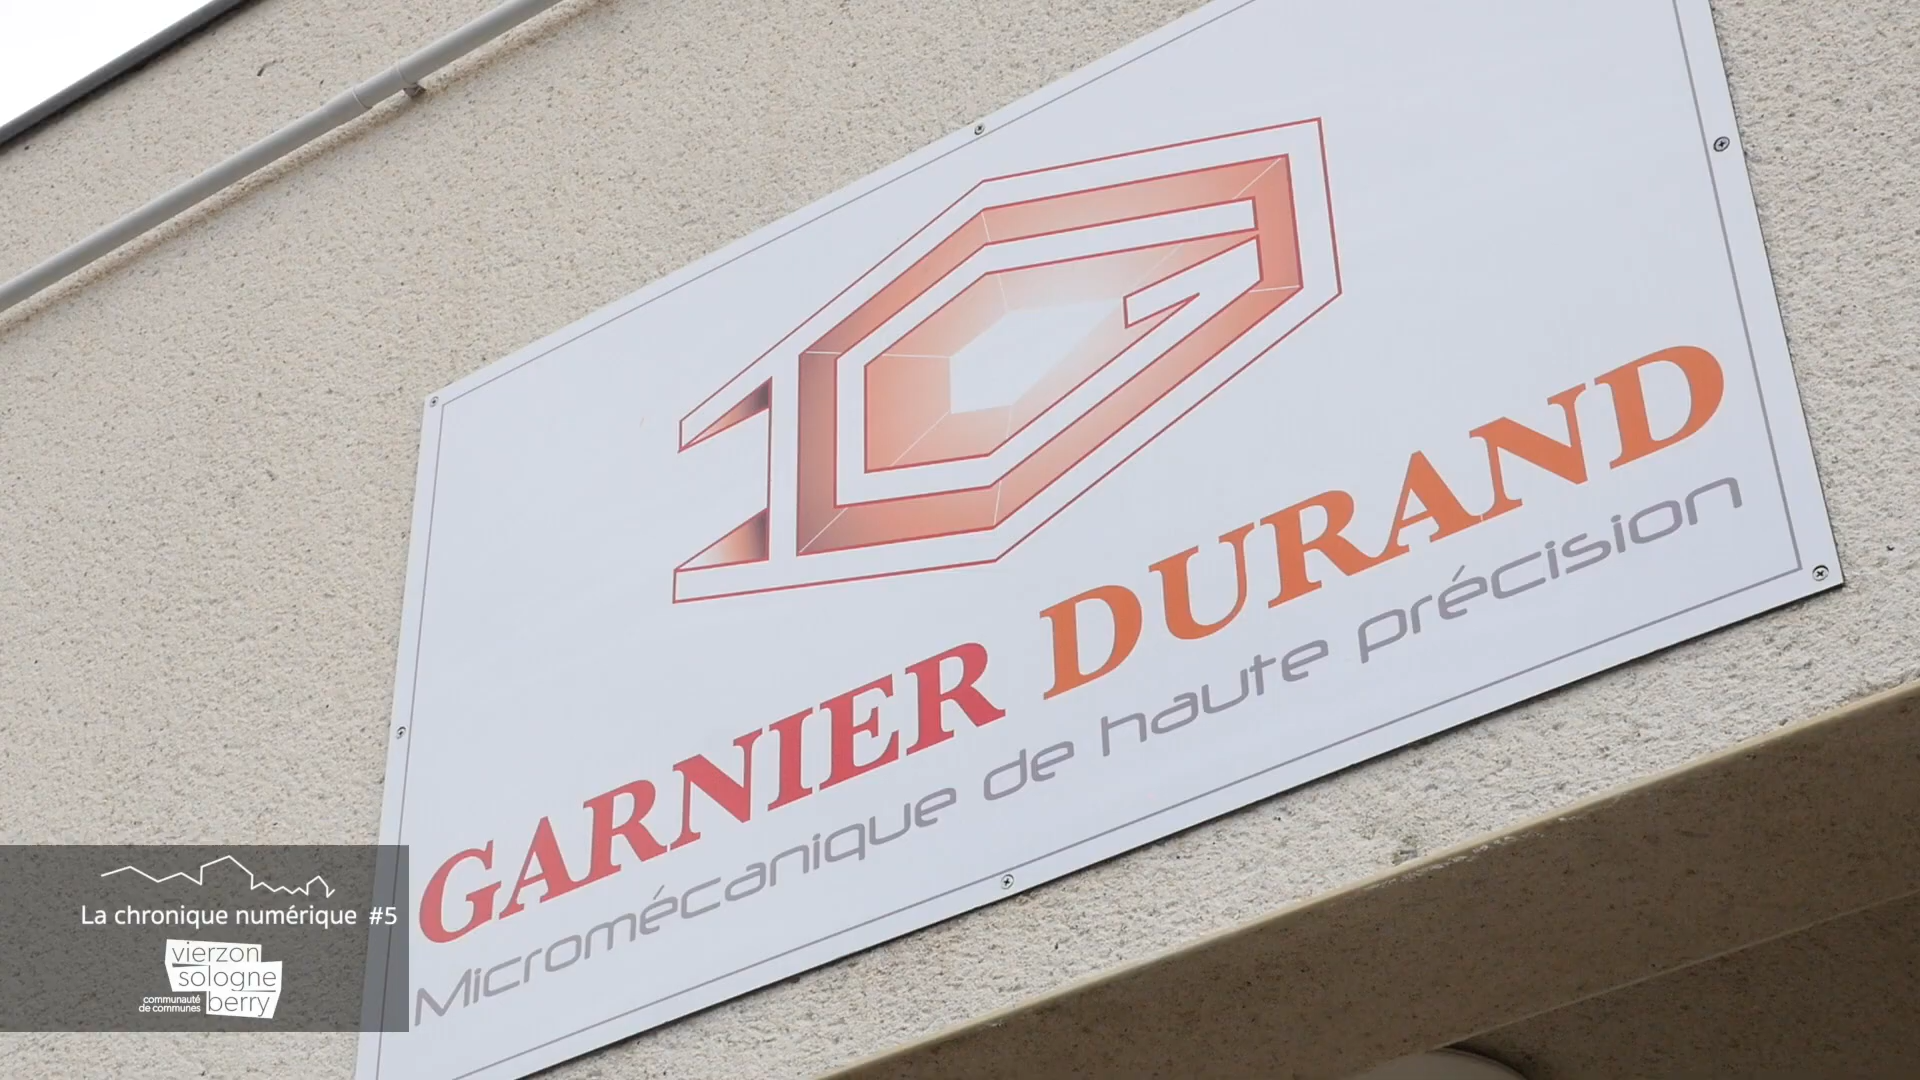 GARNIER DURAND
Micromécanique de haute précision
La chronique numérique #5
vierzon
sologne
berry
communauté
de communes